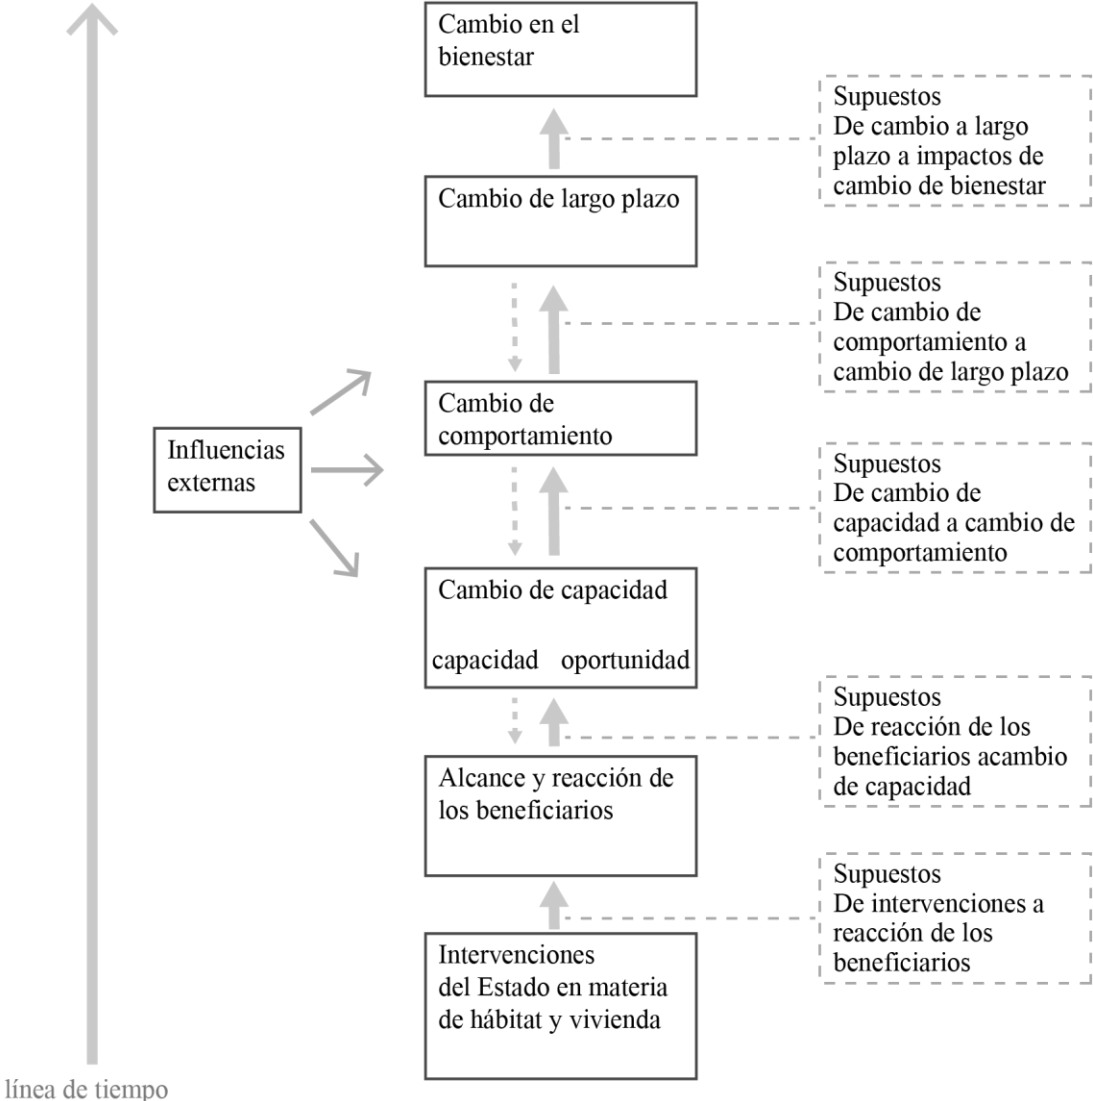 Cambio en el
bienestar
Supuestos
De cambio a largo
plazo a impactos de
cambio de bienestar
Cambio de largo plazo
Supuestos
De cambio de
comportamiento a
cambio de largo plazo
Cambio de
comportamiento
Influencias
externas
Supuestos
De cambio de
capacidad a cambio de
comportamiento
Cambio de capacidad
capacidad oportunidad
Supuestos
De reacción de los
beneficiarios acambio
de capacidad
Alcance y reacción de
los beneficiarios
Supuestos
De intervenciones a
reacción de los
beneficiarios
Intervenciones
del Estado en materia
de hábitat y vivienda
línea de tiempo